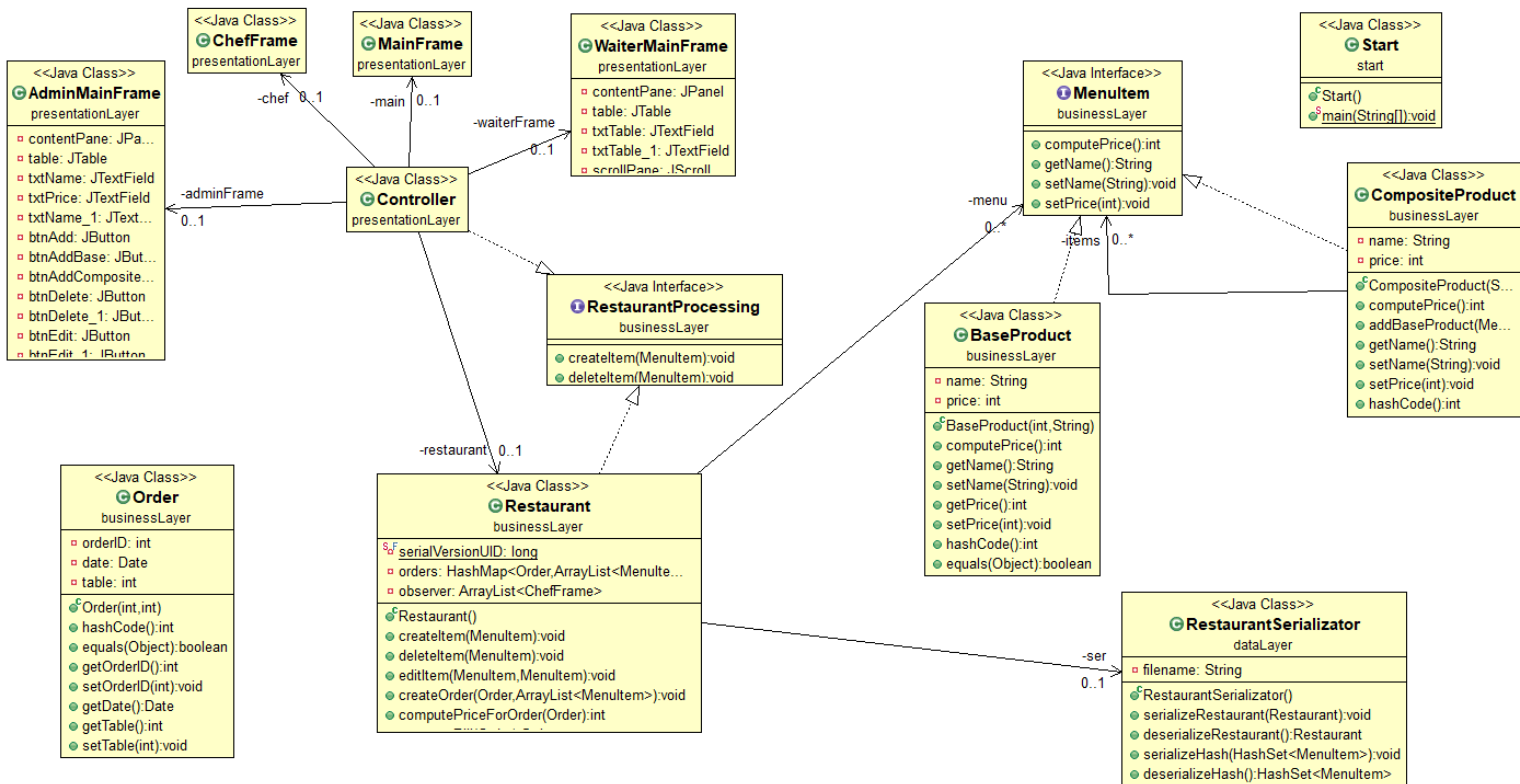 <<Java Class>>
ChefFrame
presentationLayer
<<Java Class>>
MainFrame
presentationLayer
<<Java Class>>
WaiterMainFrame
presentationLayer
contentPane: JPanel
table: JTable
txtTable: JTextField
txtTable_1: JTextField
scrollPane: JScroll...
<<Java Class>>
Start
start
Start()
main(String[]):void
<<Java Class>>
AdminMainFrame
presentationLayer
contentPane: JPa...
table: JTable
txtName: JTextField
txtPrice: JTextField
txtName_1: JText...
btnAdd: JButton
btnAddBase: JBut...
btnAddComposite...
btnDelete: JButton
btnDelete_1: JBut...
btnEdit: JButton
btnEdit_1: JButton
-chef 0..1
-main 0..1
-waiterFrame
0..1
-adminFrame
0..1
<<Java Class>>
Controller
presentationLayer
<<Java Interface>>
MenuItem
businessLayer
computePrice():int
getName():String
setName(String):void
setPrice(int):void
-menu
0..*
-items 0..*
<<Java Class>>
CompositeProduct
businessLayer
name: String
price: int
CompositeProduct(S...
computePrice():int
addBaseProduct(Me...
getName():String
setName(String):void
setPrice(int):void
hashCode():int
<<Java Interface>>
RestaurantProcessing
businessLayer
createItem(MenuItem):void
deleteItem(MenuItem):void
<<Java Class>>
BaseProduct
businessLayer
name: String
price: int
BaseProduct(int,String)
computePrice():int
getName():String
setName(String):void
getPrice():int
setPrice(int):void
hashCode():int
equals(Object):boolean
-restaurant 0..1
<<Java Class>>
Order
businessLayer
orderID: int
date: Date
table: int
Order(int,int)
hashCode():int
equals(Object):boolean
getOrderID():int
setOrderID(int):void
getDate():Date
getTable():int
setTable(int):void
<<Java Class>>
Restaurant
businessLayer
serialVersionUID: long
orders: HashMap<Order,ArrayList<MenuIte...
observer: ArrayList<ChefFrame>
Restaurant()
createItem(MenuItem):void
deleteItem(MenuItem):void
editItem(MenuItem,MenuItem):void
createOrder(Order,ArrayList<MenuItem>):void
computePriceForOrder(Order):int
-ser
0..1
<<Java Class>>
RestaurantSerializator
dataLayer
filename: String
RestaurantSerializator()
serializeRestaurant(Restaurant):void
deserializeRestaurant():Restaurant
serializeHash(HashSet<MenuItem>):void
deserializeHash():HashSet<MenuItem>